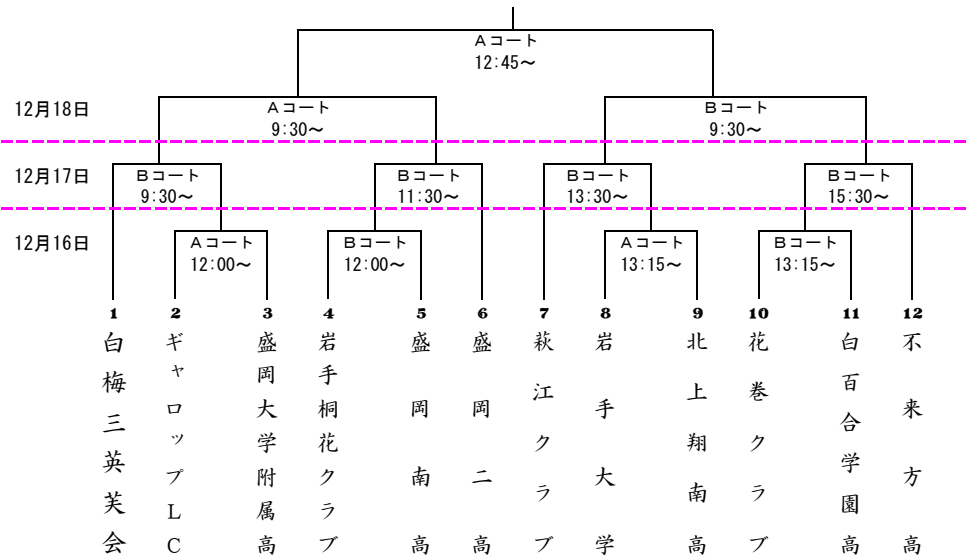 Aコート
12:45～
12月18日
Aコート
9:30～
Bコート
9:30～
12月17日
Bコート
9:30～
Bコート
11:30～
Bコート
13:30～
Bコート
15:30～
12月16日
Aコート
12:00～
Bコート
12:00～
Aコート
13:15～
Bコート
13:15～
1
白梅三英芙会
2
ギャロップLC
3
盛岡大学附属高
4
岩手桐花クラブ
5
盛岡南高
6
盛岡二高
7
萩江クラブ
8
岩手大学
9
北上翔南高
10
花巻クラブ
11
白百合学園高
12
不来方高